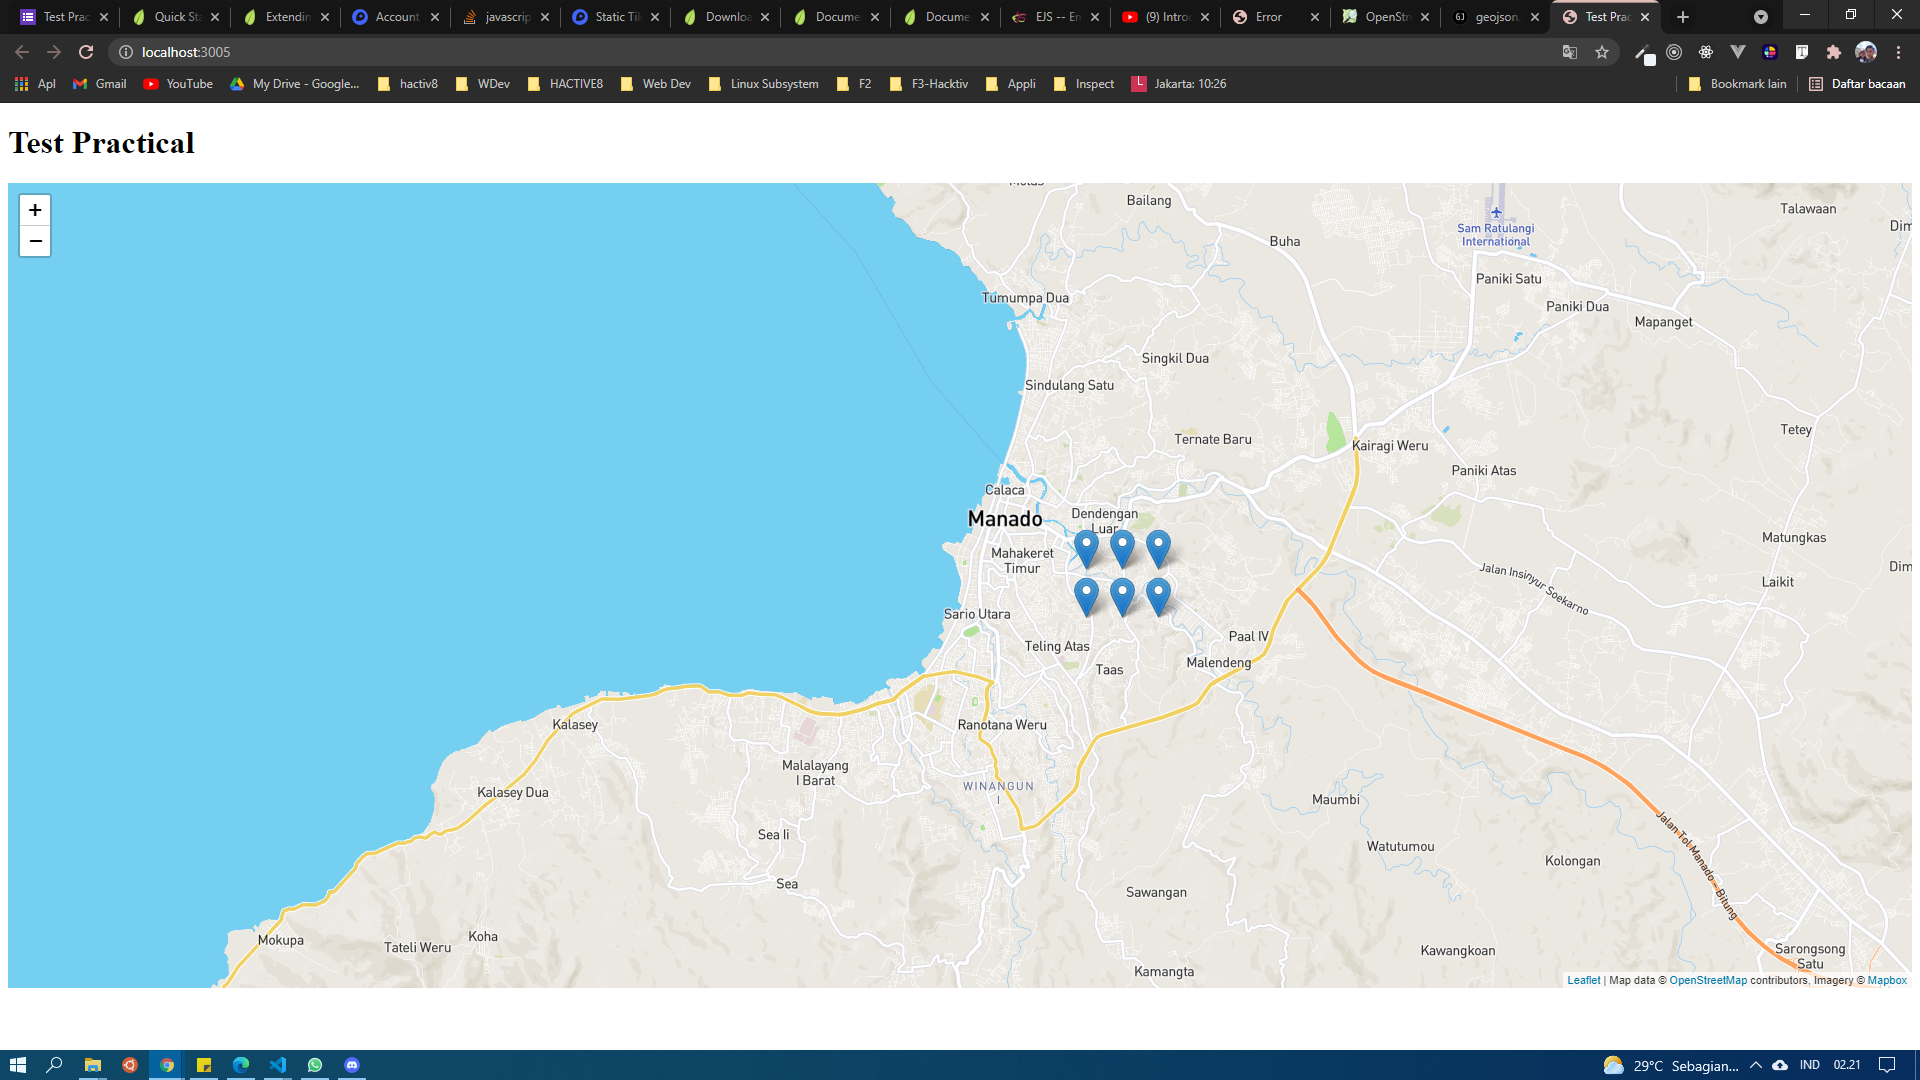 Test Prac
Quick Sta
Extendin
Account
javascrip
Static Til
Downloa
Docume
Docume
EJS -- Em
(9) Introd
Error
OpenStr
geojson.
Test Prac
localhost:3005
Apl
Gmail
YouTube
My Drive - Google...
hactiv8
WDev
HACTIVE8
Web Dev
Linux Subsystem
F2
F3-Hacktiv
Appli
Inspect
Jakarta: 10:26
Bookmark lain
Daftar bacaan
Test Practical
+
−
Bailang
Talawaan
Sam Ratulangi
International
Buha
Paniki Satu
Tumumpa Dua
Paniki Dua
Mapanget
Singkil Dua
Sindulang Satu
Tetey
Ternate Baru
Kairagi Weru
Paniki Atas
Calaca
Manado
Dendengan
Luar
Matungkas
Mahakeret
Timur
Jalan Insinyur Soekarno
Laikit
Sario Utara
Paal IV
Teling Atas
Malendeng
Taas
Kalasey
Ranotana Weru
Malalayang
I Barat
WINANGUN
I
Kalasey Dua
Maumbi
Sea Ii
Watutumou
Jalan Tol Manado - Bitung
Kolongan
Sea
Sawangan
Mokupa
Koha
Tateli Weru
Kawangkoan
Sarongsong
Satu
Kamangta
Leaflet | Map data © OpenStreetMap contributors, Imagery © Mapbox
29°C Sebagian...
IND
02.21